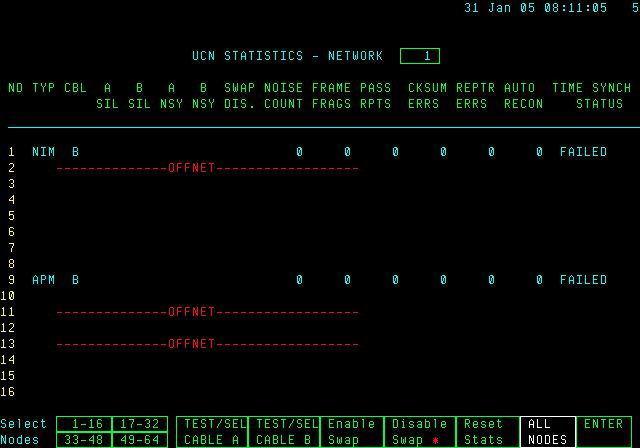 31 Jan 05 08:11:05 5
UCN STATISTICS - NETWORK 1
ND TYP CBL A B A B SWAP NOISE FRAME PASS CKSUM REPTR AUTO TIME SYNCH
SIL SIL NSY NSY DIS. COUNT FRAGS RPTS ERRS ERRS RECON STATUS
1 NIM B 0 0 0 0 0 0 FAILED
2 --------------OFFNET------------------
3
4
5
6
7
8
9 APM B 0 0 0 0 0 0 FAILED
10
11 --------------OFFNET------------------
12
13 --------------OFFNET------------------
14
15
16
Select 1-16 17-32 TEST/SEL TEST/SEL Enable Disable Reset ALL ENTER
Nodes 33-48 49-64 CABLE A CABLE B Swap Swap * Stats NODES